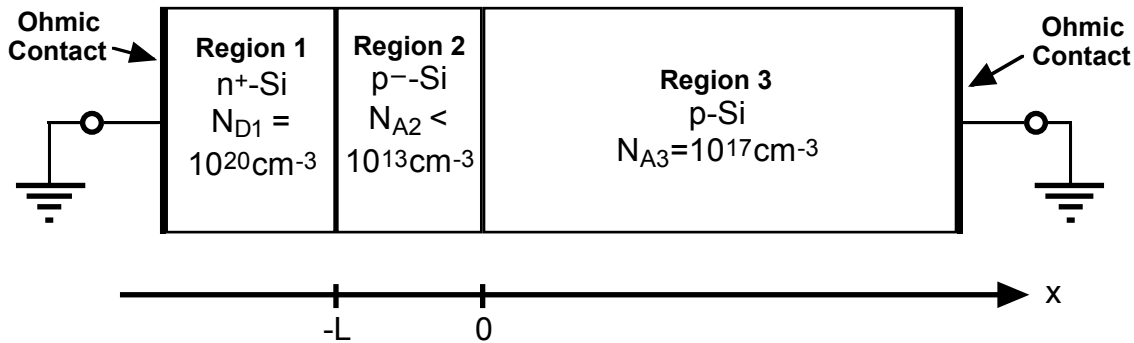 Ohmic
Contact
Region 1
n+-Si
ND1 =
1020cm-3
Region 2
p–-Si
NA2 <
1013cm-3
Region 3
p-Si
NA3=1017cm-3
Ohmic
Contact
-L
0
x